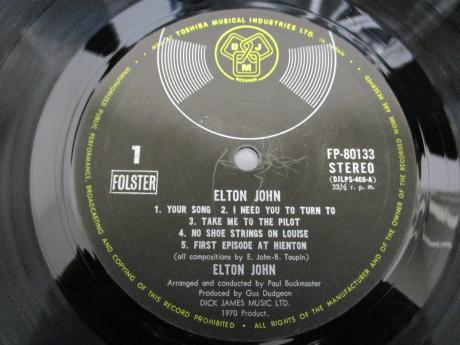 TOSHIBA MUSICAL INDUSTRIES LTD.
IN JAPAN
DJM
RECORDS
UNAUTHORIZED PUBLIC PERFORMANCE, BROADCASTING AND COPYING OF THIS RECORD PROHIBITED • ALL RIGHTS OF THE MANUFACTURER AND OF THE OWNER OF THE RECORDED WORK ARE RESERVED
1
FOLSTER
FP-80133
STEREO
(DJLPS-406-A)
33⅓ r. p. m.
ELTON JOHN
1. YOUR SONG 2. I NEED YOU TO TURN TO
3. TAKE ME TO THE PILOT
4. NO SHOE STRINGS ON LOUISE
5. FIRST EPISODE AT HIENTON
(all compositions by E. John-B. Taupin)
ELTON JOHN
Arranged and conducted by Paul Buckmaster
Produced by Gus Dudgeon
DICK JAMES MUSIC LTD.
1970 Product.